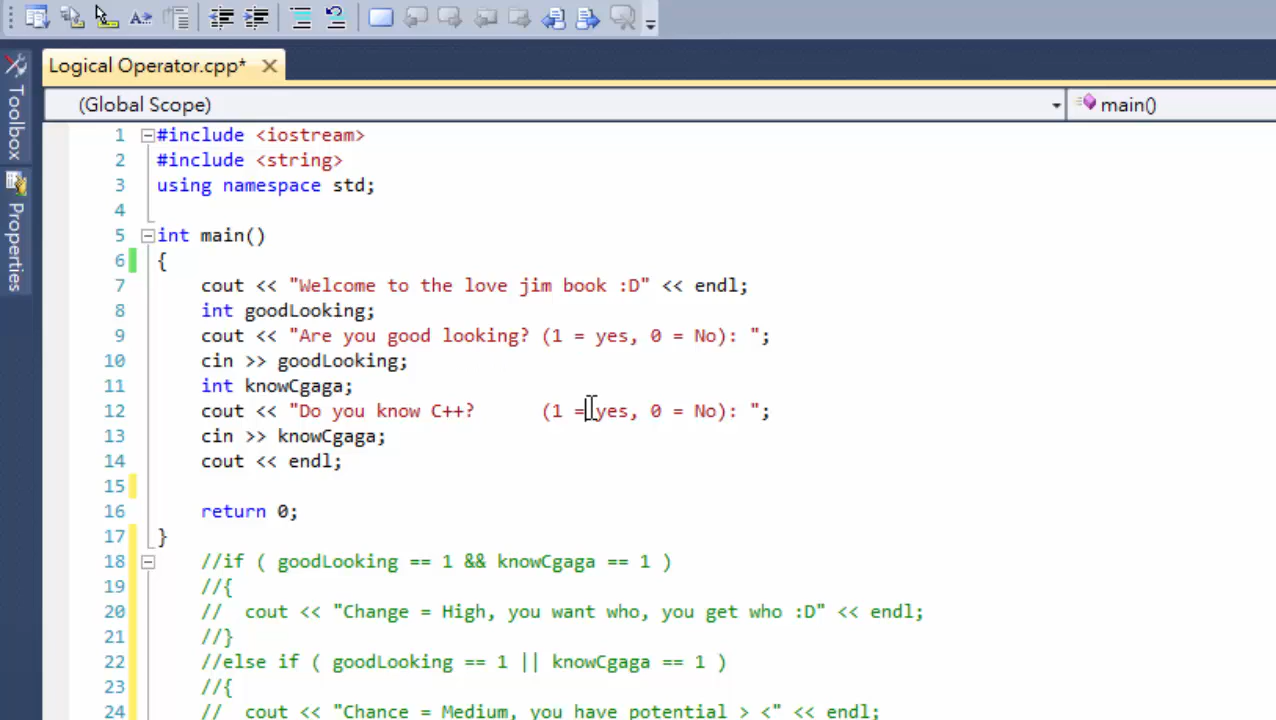 Logical Operator.cpp*
(Global Scope)
main()
Toolbox
Properties
1 #include <iostream>
2 #include <string>
3 using namespace std;
4
5 int main()
6 {
7 cout << "Welcome to the love jim book :D" << endl;
8 int goodLooking;
9 cout << "Are you good looking? (1 = yes, 0 = No): ";
10 cin >> goodLooking;
11 int knowCgaga;
12 cout << "Do you know C++?      (1 = yes, 0 = No): ";
13 cin >> knowCgaga;
14 cout << endl;
15
16 return 0;
17 }
18 //if ( goodLooking == 1 && knowCgaga == 1 )
19 //{
20 //  cout << "Change = High, you want who, you get who :D" << endl;
21 //}
22 //else if ( goodLooking == 1 || knowCgaga == 1 )
23 //{
24 //  cout << "Chance = Medium, you have potential > <" << endl;